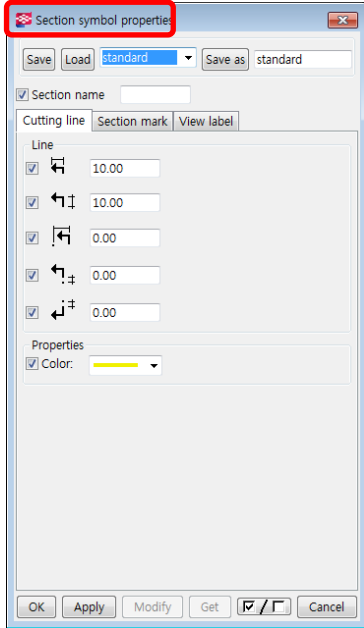 Section symbol properties
Save Load standard Save as standard
Section name
Cutting line Section mark View label
Line
10.00
10.00
0.00
0.00
0.00
Properties
Color:
OK Apply Modify Get / Cancel